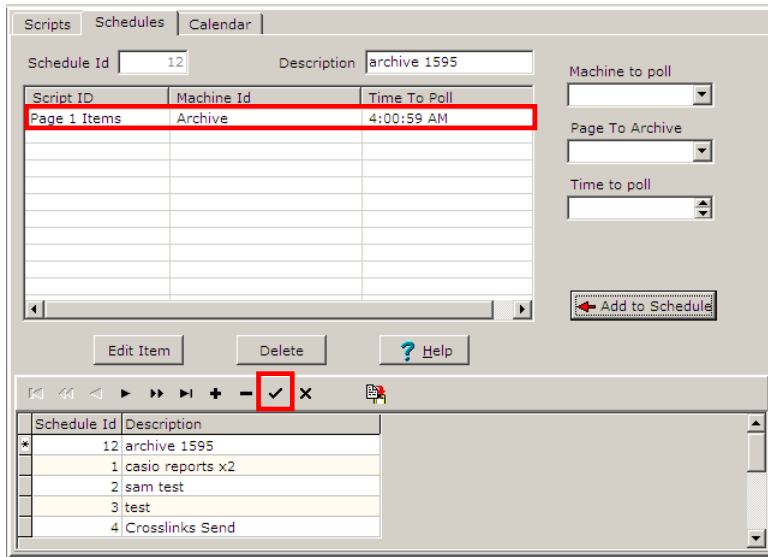 Scripts Schedules Calendar
Schedule Id 12 Description archive 1595
Machine to poll
Script ID Machine Id Time To Poll
Page 1 Items Archive 4:00:59 AM
Page To Archive
Time to poll
Add to Schedule
Edit Item Delete ? Help
Schedule Id Description
* 12 archive 1595
1 casio reports x2
2 sam test
3 test
4 Crosslinks Send